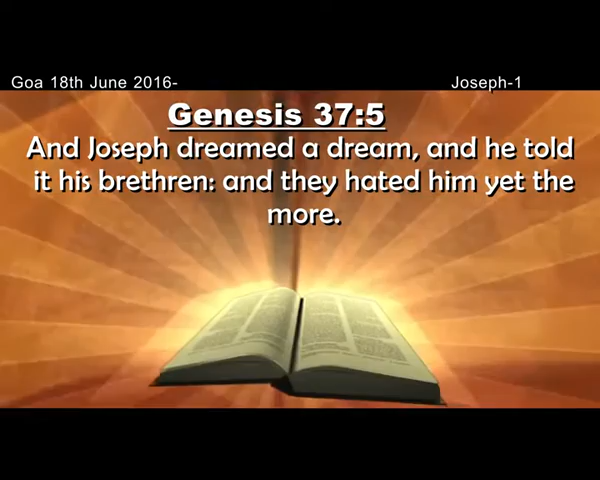 Goa 18th June 2016- Joseph-1
Genesis 37:5
And Joseph dreamed a dream, and he told
it his brethren: and they hated him yet the
more.